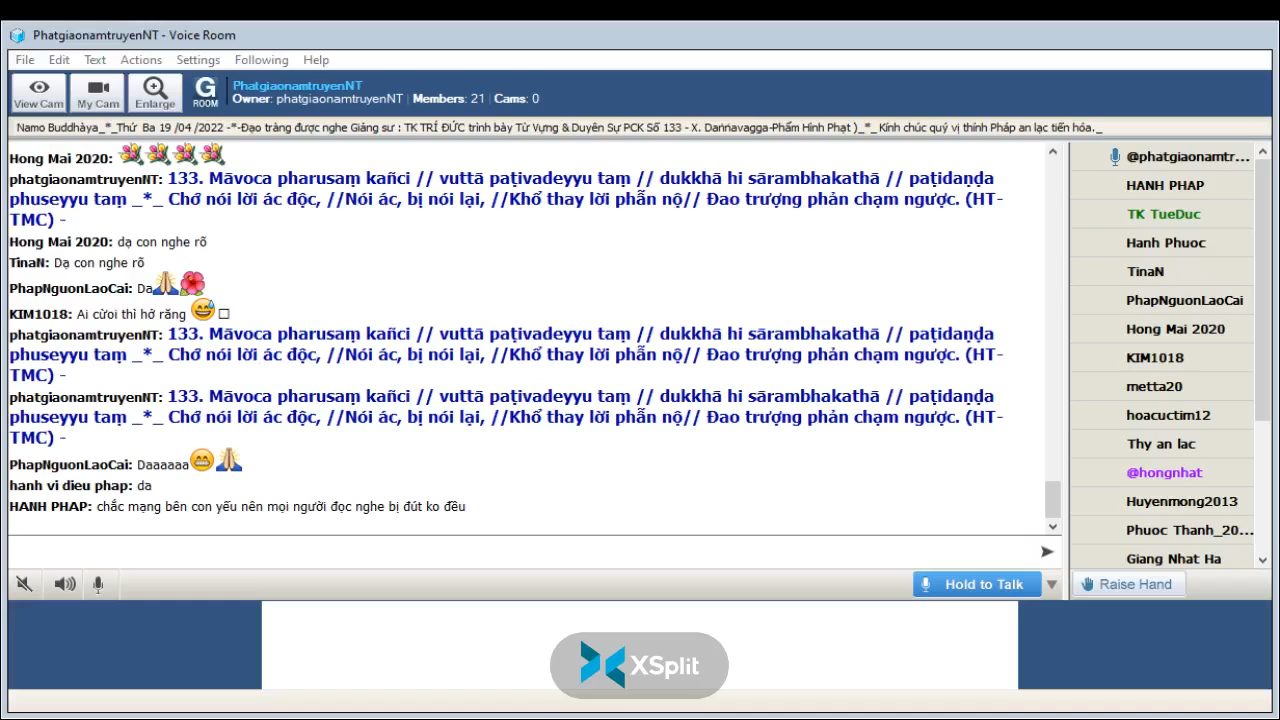 PhatgiaonamtruyenNT - Voice Room
File Edit Text Actions Settings Following Help
View Cam My Cam Enlarge G ROOM
PhatgiaonamtruyenNT
Owner: phatgiaonamtruyenNT | Members: 21 | Cams: 0
Namo Buddhàya_*_Thứ Ba 19 /04 /2022 -*-Đạo tràng được nghe Giảng sư : TK TRÍ ĐỨC trình bày Từ Vựng & Duyên Sự PCK Số 133 - X. Daṇṇavagga-Phẩm Hình Phạt )_*_ Kính chúc quý vị thính Pháp an lạc tiến hóa._
Hong Mai 2020:
phatgiaonamtruyenNT: 133. Māvoca pharusaṃ kañci // vuttā paṭivadeyyu taṃ // dukkhā hi sārambhakathā // paṭidaṇḍa
phuseyyu taṃ _*_ Chớ nói lời ác độc, //Nói ác, bị nói lại, //Khổ thay lời phẫn nộ// Đao trượng phản chạm ngược. (HT-
TMC) -
Hong Mai 2020: dạ con nghe rõ
TinaN: Dạ con nghe rõ
PhapNguonLaoCai: Da
KIM1018: Ai cừoi thì hở răng
phatgiaonamtruyenNT: 133. Māvoca pharusaṃ kañci // vuttā paṭivadeyyu taṃ // dukkhā hi sārambhakathā // paṭidaṇḍa
phuseyyu taṃ _*_ Chớ nói lời ác độc, //Nói ác, bị nói lại, //Khổ thay lời phẫn nộ// Đao trượng phản chạm ngược. (HT-
TMC) -
phatgiaonamtruyenNT: 133. Māvoca pharusaṃ kañci // vuttā paṭivadeyyu taṃ // dukkhā hi sārambhakathā // paṭidaṇḍa
phuseyyu taṃ _*_ Chớ nói lời ác độc, //Nói ác, bị nói lại, //Khổ thay lời phẫn nộ// Đao trượng phản chạm ngược. (HT-
TMC) -
PhapNguonLaoCai: Daaaaaa
hanh vi dieu phap: da
HANH PHAP: chắc mạng bên con yếu nên mọi người đọc nghe bị đút ko đều
@phatgiaonamtr...
HANH PHAP
TK TueDuc
Hanh Phuoc
TinaN
PhapNguonLaoCai
Hong Mai 2020
KIM1018
metta20
hoacuctim12
Thy an lac
@hongnhat
Huyenmong2013
Phuoc Thanh_20...
Giang Nhat Ha
Hold to Talk
Raise Hand
XSplit